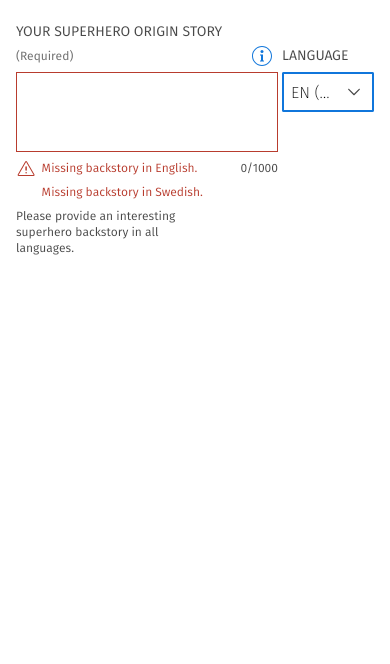 YOUR SUPERHERO ORIGIN STORY
(Required)
LANGUAGE
EN (...
Missing backstory in English.
0/1000
Missing backstory in Swedish.
Please provide an interesting
superhero backstory in all
languages.